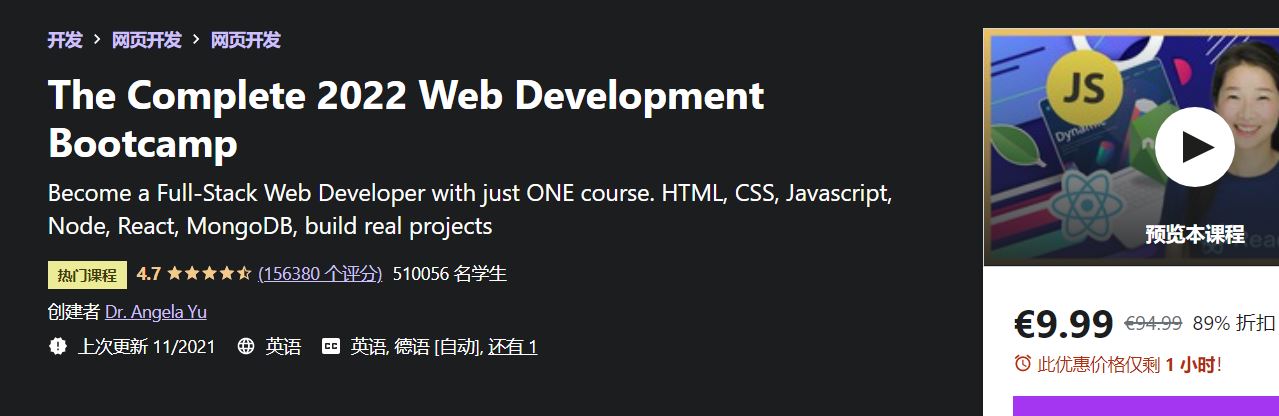 开发 > 网页开发 > 网页开发
The Complete 2022 Web Development
Bootcamp
Become a Full-Stack Web Developer with just ONE course. HTML, CSS, Javascript,
Node, React, MongoDB, build real projects
热门课程 4.7 (156380 个评分) 510056 名学生
创建者 Dr. Angela Yu
上次更新 11/2021 英语 CC 英语, 德语 [自动], 还有 1
JS
Dynamic
预览本课程
€9.99 €94.99 89% 折扣
此优惠价格仅剩 1 小时!